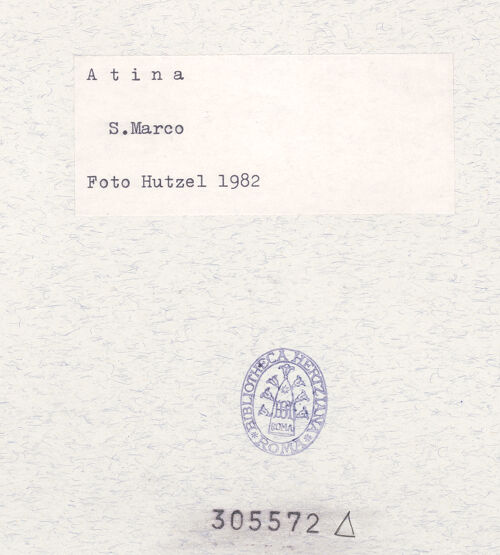 A t i n a
S.Marco
Foto Hutzel 1982
BIBLIOTHECA HERTZIANA
ROMA
* ROMA *
305572 △